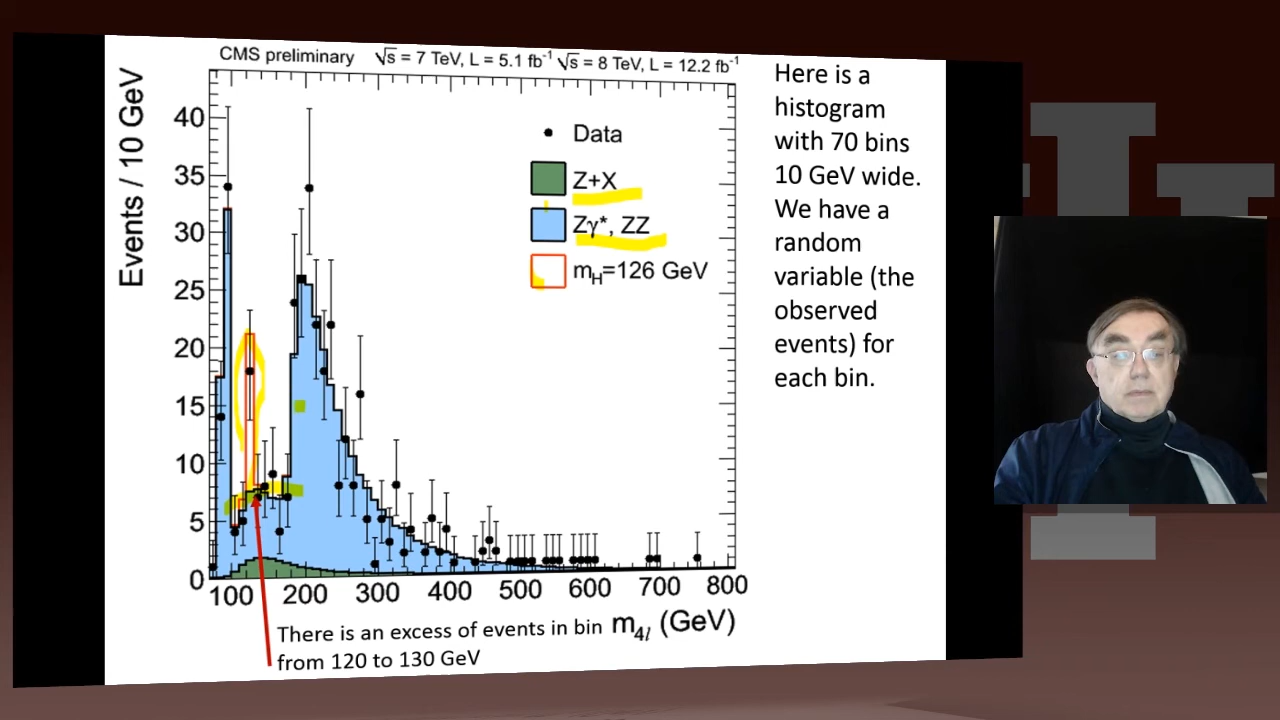 CMS preliminary √s = 7 TeV, L = 5.1 fb⁻¹ √s = 8 TeV, L = 12.2 fb⁻¹
Events / 10 GeV
40
35
30
25
20
15
10
5
0
Data
Z+X
Zγ*, ZZ
m_H=126 GeV
100 200 300 400 500 600 700 800
m_4l (GeV)
There is an excess of events in bin
from 120 to 130 GeV
Here is a
histogram
with 70 bins
10 GeV wide.
We have a
random
variable (the
observed
events) for
each bin.